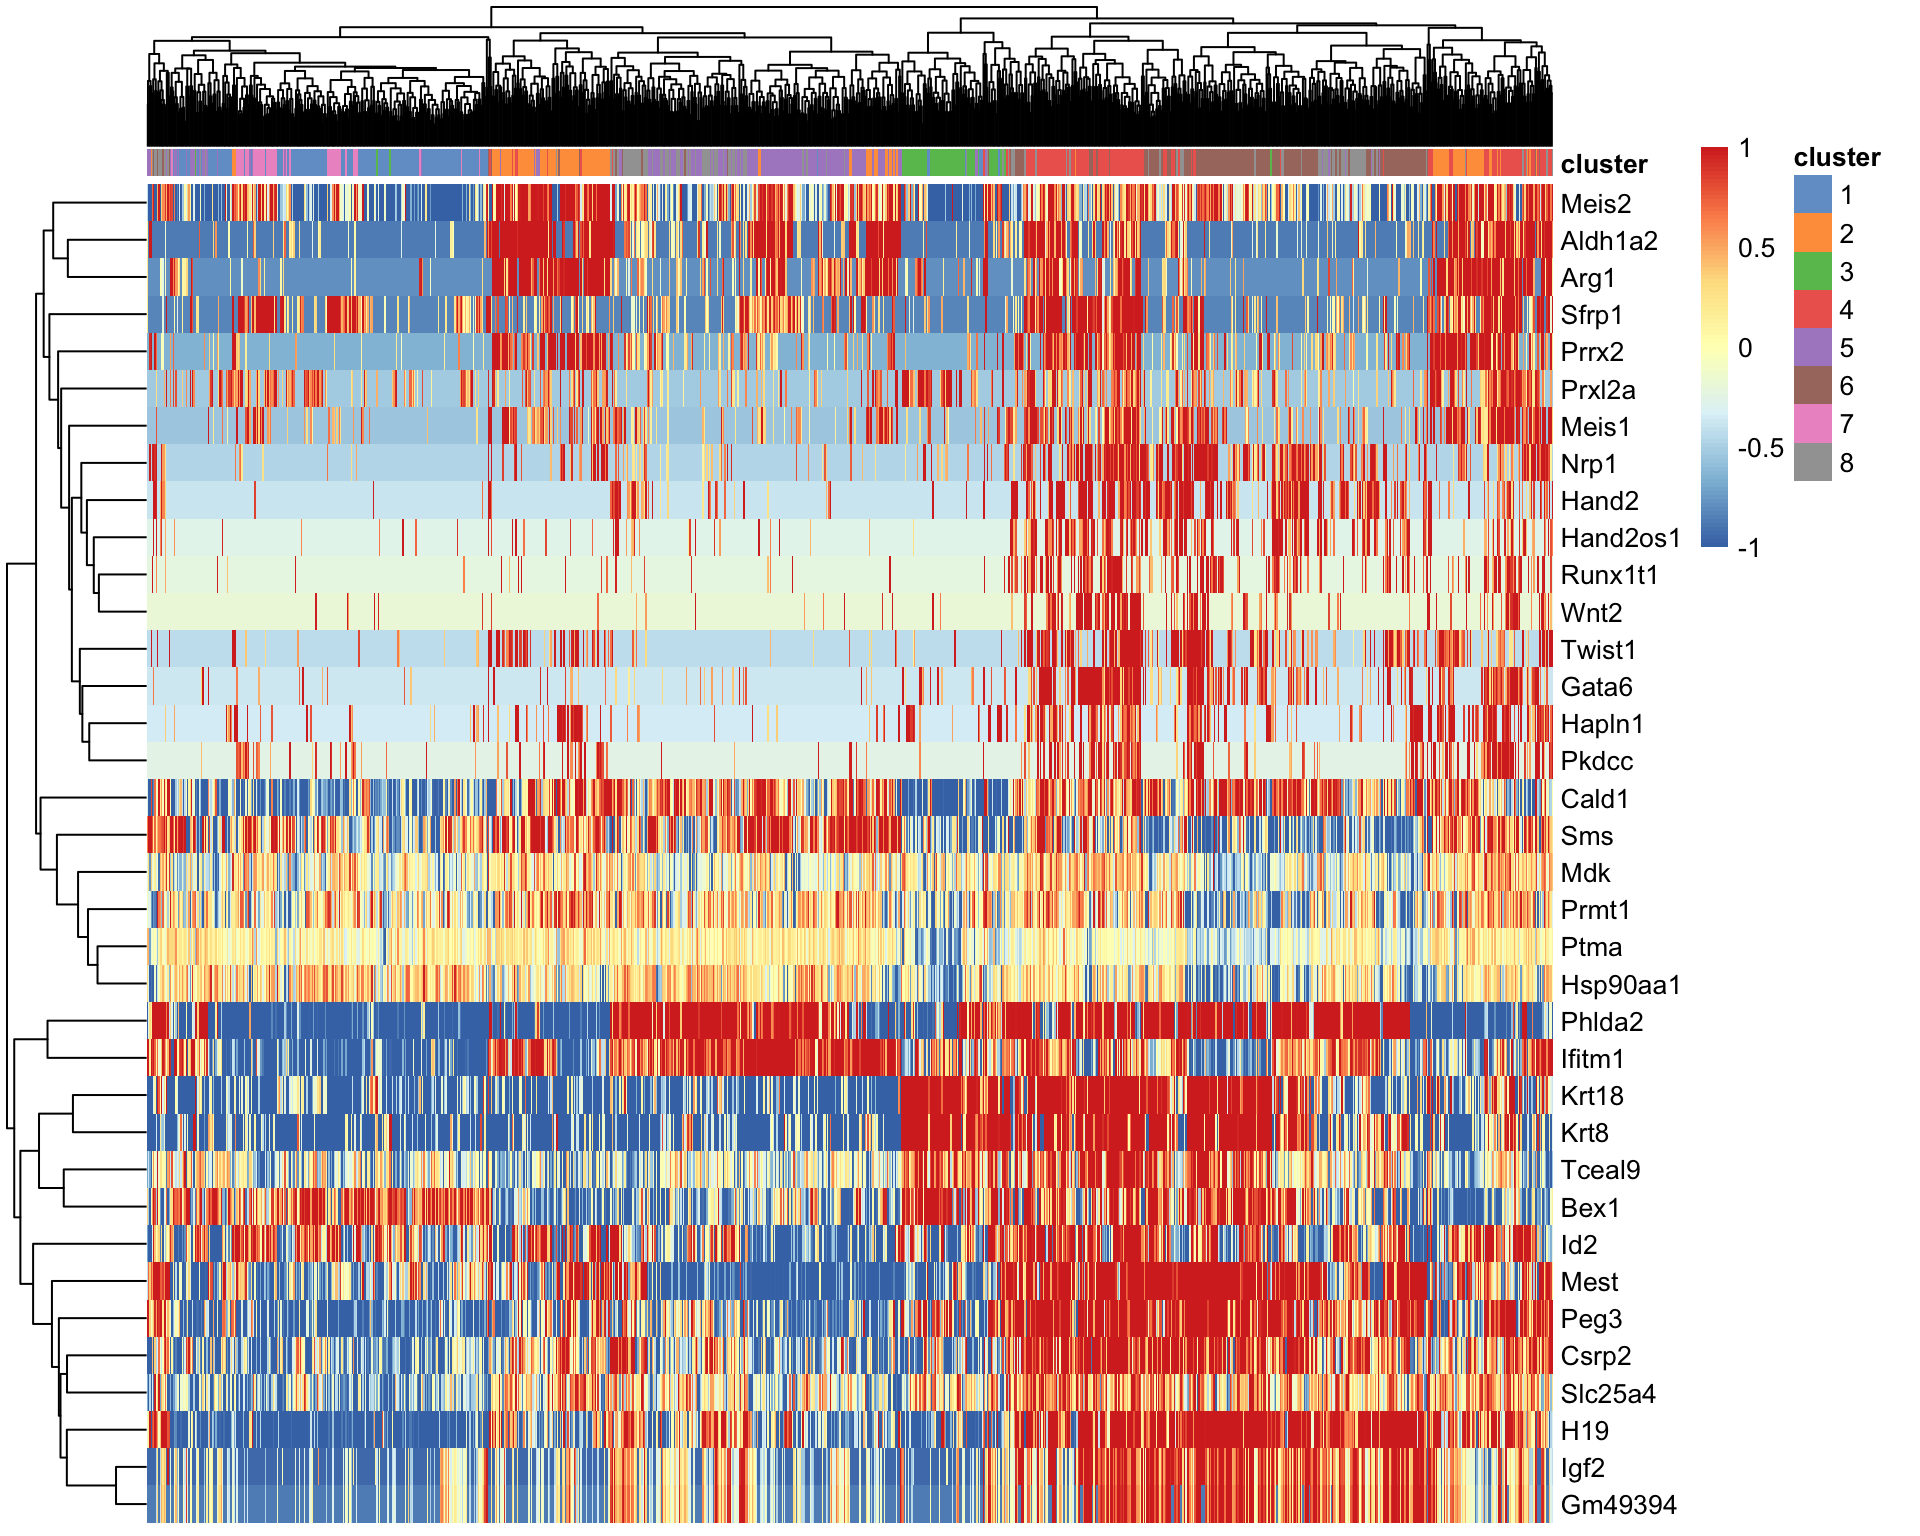 cluster
Meis2
Aldh1a2
Arg1
Sfrp1
Prrx2
Prxl2a
Meis1
Nrp1
Hand2
Hand2os1
Runx1t1
Wnt2
Twist1
Gata6
Hapln1
Pkdcc
Cald1
Sms
Mdk
Prmt1
Ptma
Hsp90aa1
Phlda2
Ifitm1
Krt18
Krt8
Tceal9
Bex1
Id2
Mest
Peg3
Csrp2
Slc25a4
H19
Igf2
Gm49394
1
0.5
0
-0.5
-1
cluster
1
2
3
4
5
6
7
8